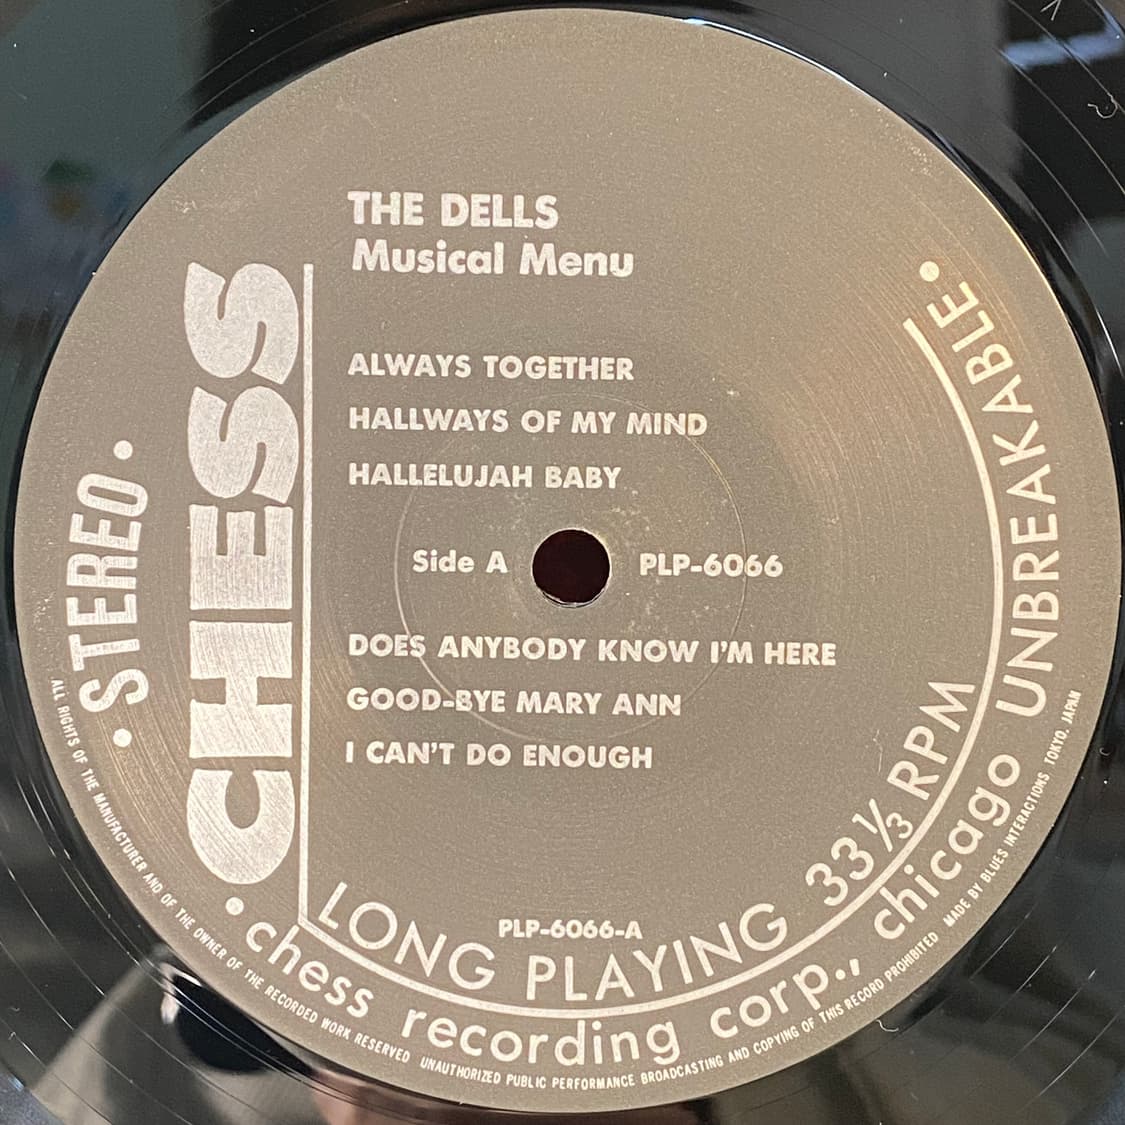 THE DELLS
Musical Menu
ALWAYS TOGETHER
HALLWAYS OF MY MIND
HALLELUJAH BABY
Side A PLP-6066
DOES ANYBODY KNOW I'M HERE
GOOD-BYE MARY ANN
I CAN'T DO ENOUGH
PLP-6066-A
LONG PLAYING 33⅓ RPM
CHESS
• STEREO •
• chess recording corp., chicago UNBREAKABLE. •
ALL RIGHTS OF THE MANUFACTURER AND OF THE OWNER OF THE RECORDED WORK RESERVED UNAUTHORIZED PUBLIC PERFORMANCE BROADCASTING AND COPYING OF THIS RECORD PROHIBITED MADE BY BLUES INTERACTIONS TOKYO, JAPAN